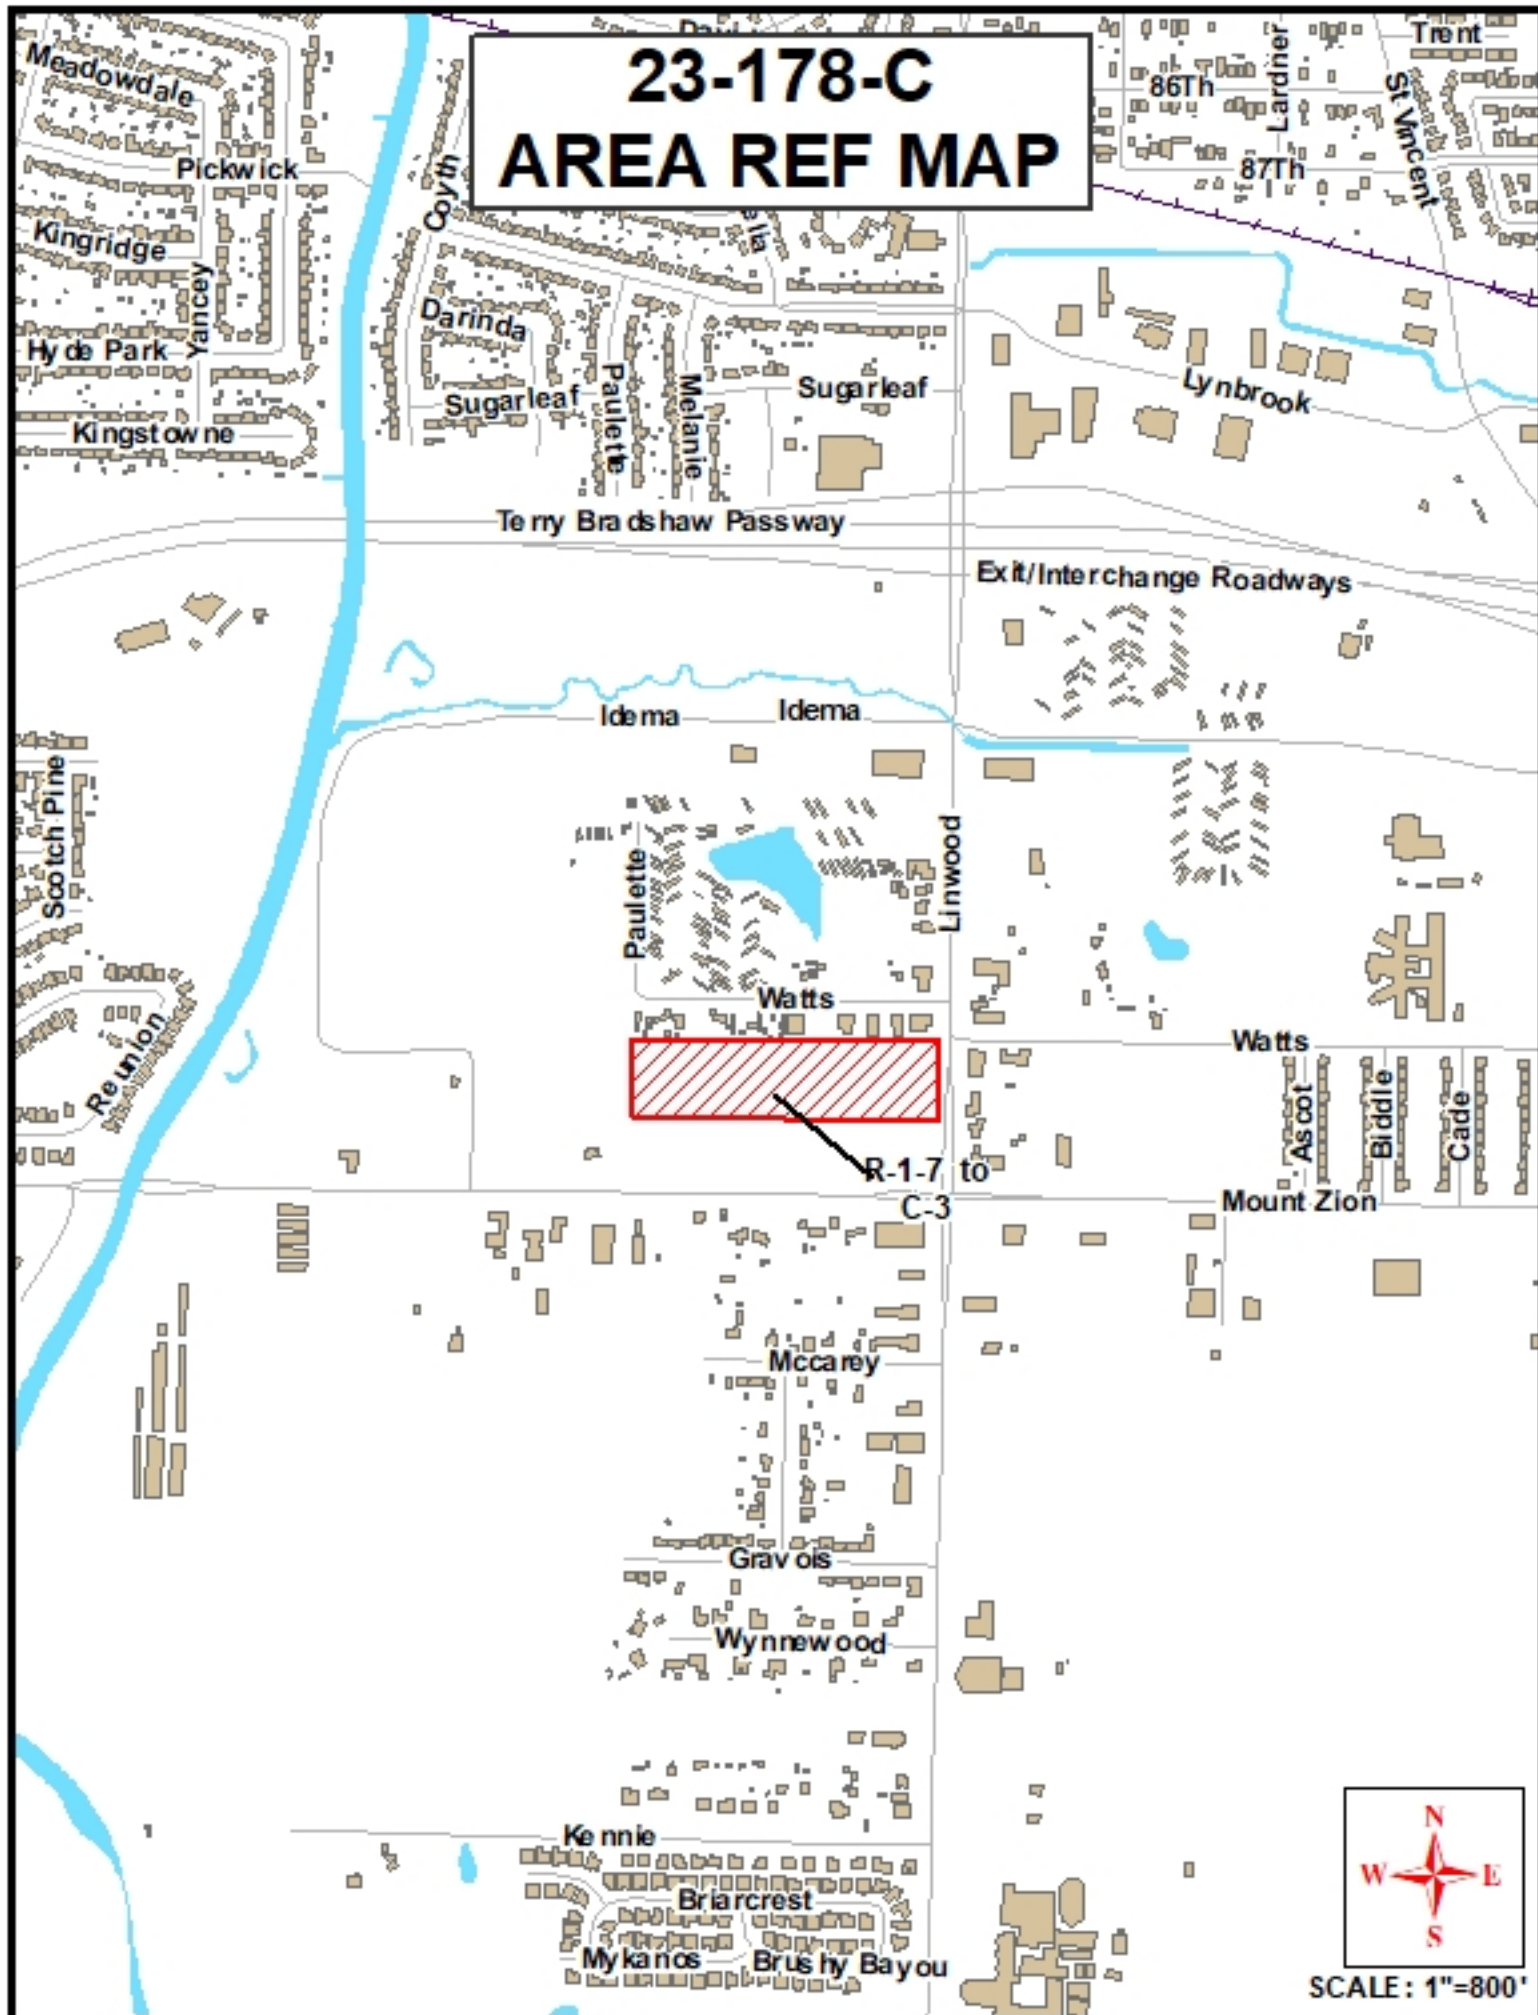 23-178-C
AREA REF MAP
Trent
Meadowdale
86Th
Lardner
St Vincent
Pickwick
87Th
Coyth
Kingridge
elia
Yancey
Darinda
Hyde Park
Sugarleaf
Paulette
Melanie
Sugarleaf
Lynbrook
Kingstowne
Terry Bradshaw Passway
Exit/Interchange Roadways
Idema
Idema
Scotch Pine
Paulette
Linwood
Watts
Watts
Reunion
Ascot
Biddle
Cade
R-1-7 to
C-3
Mount Zion
Mccarey
Gravois
Wynnewood
Kennie
Briarcrest
Mykanos
Brushy Bayou
N
W
E
S
SCALE: 1"=800'